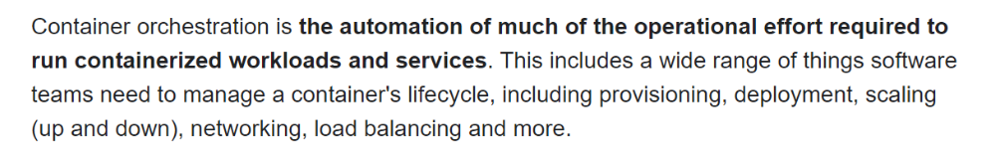 Container orchestration is the automation of much of the operational effort required to
run containerized workloads and services. This includes a wide range of things software
teams need to manage a container's lifecycle, including provisioning, deployment, scaling
(up and down), networking, load balancing and more.